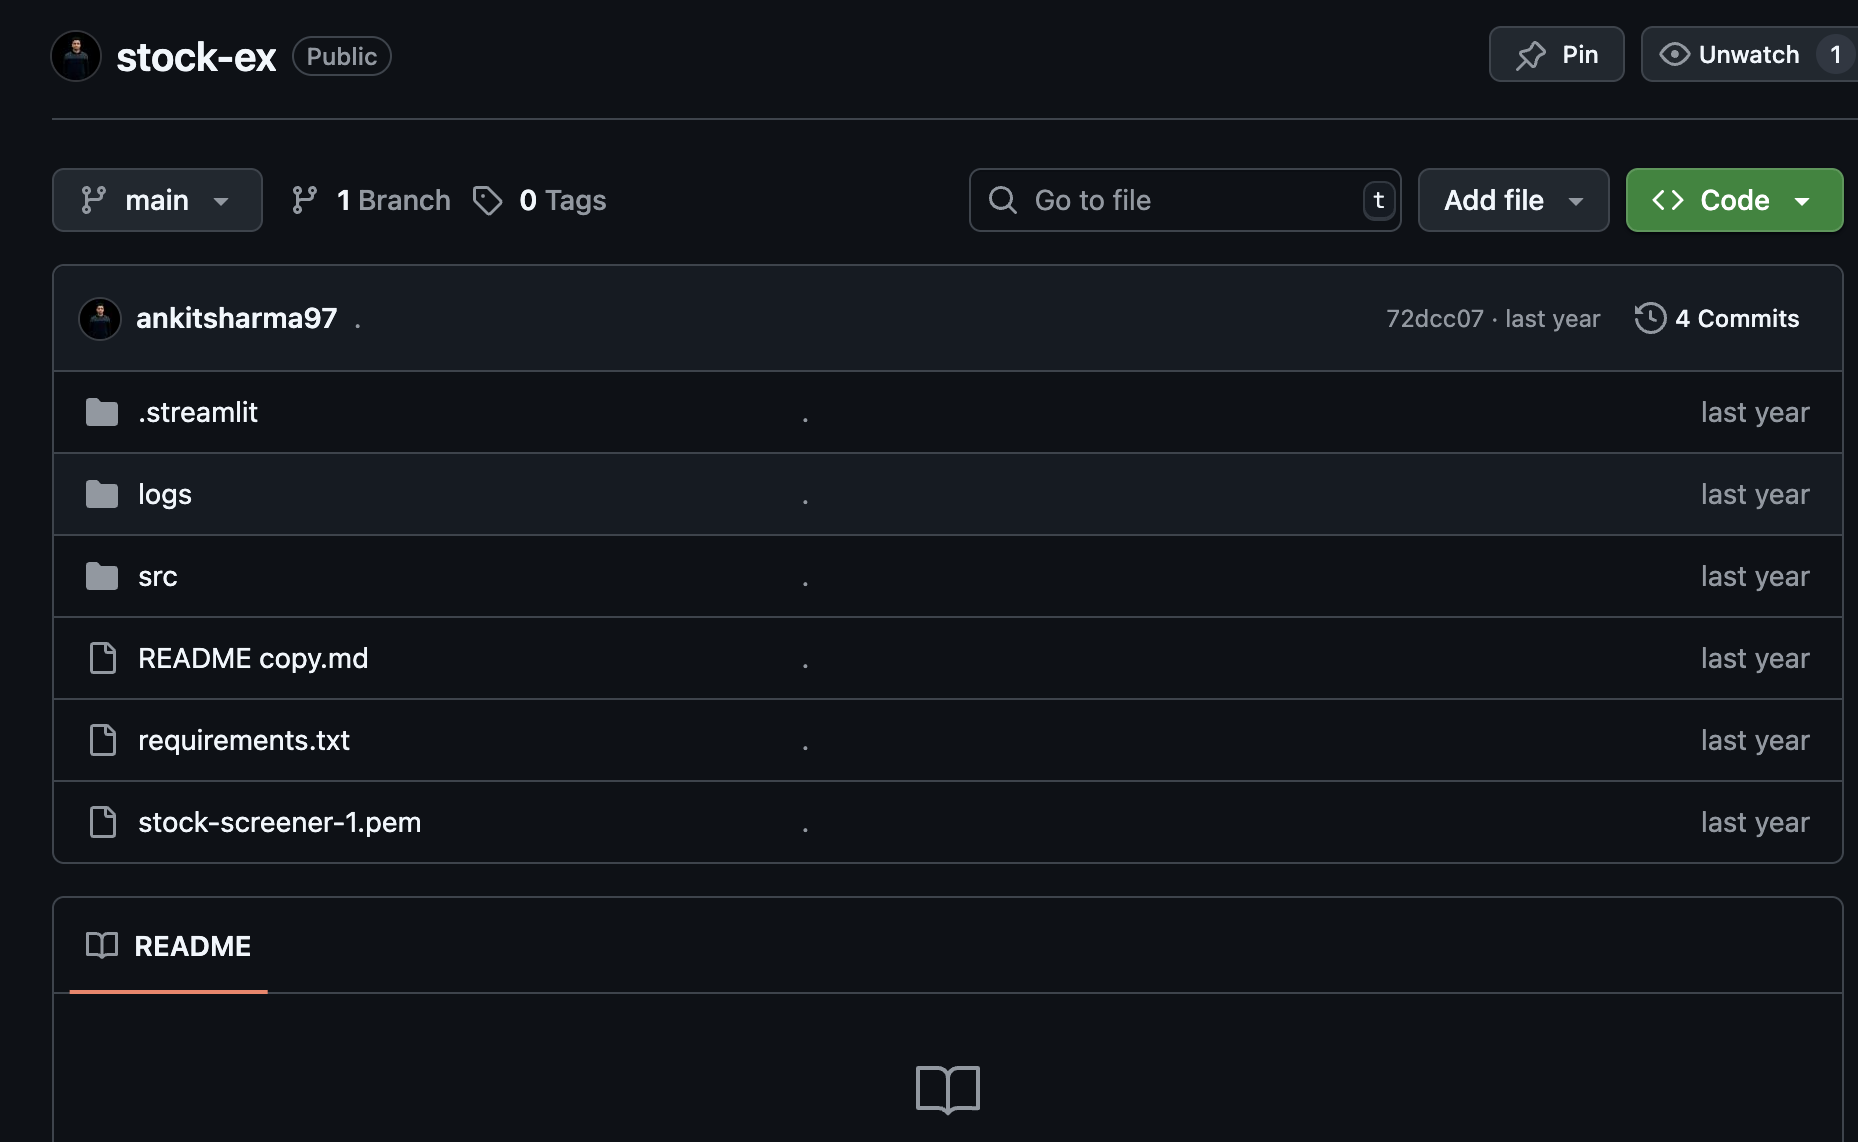 stock-ex Public Pin Unwatch 1
main 1 Branch 0 Tags Go to file t Add file Code
ankitsharma97 . 72dcc07 · last year 4 Commits
.streamlit . last year
logs . last year
src . last year
README copy.md . last year
requirements.txt . last year
stock-screener-1.pem . last year
README